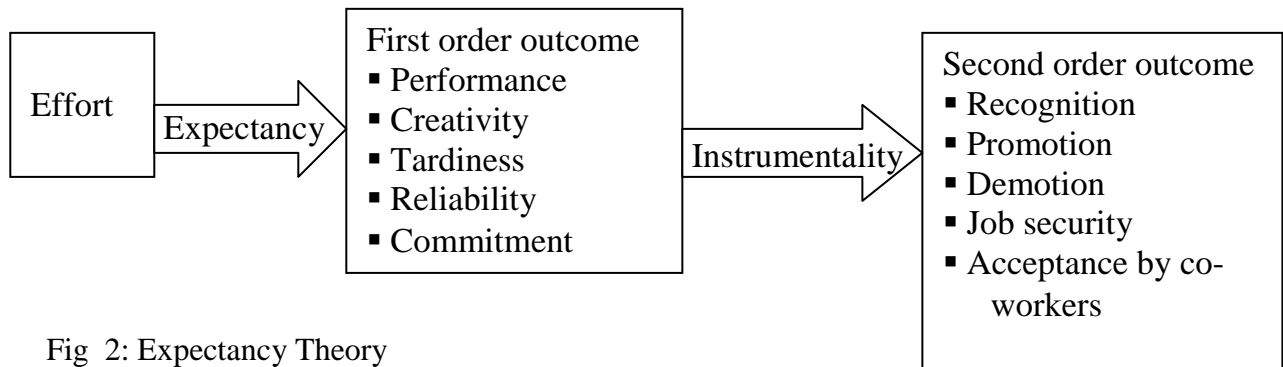 Effort
Expectancy
First order outcome
▪ Performance
▪ Creativity
▪ Tardiness
▪ Reliability
▪ Commitment
Instrumentality
Second order outcome
▪ Recognition
▪ Promotion
▪ Demotion
▪ Job security
▪ Acceptance by co-
workers
Fig 2: Expectancy Theory